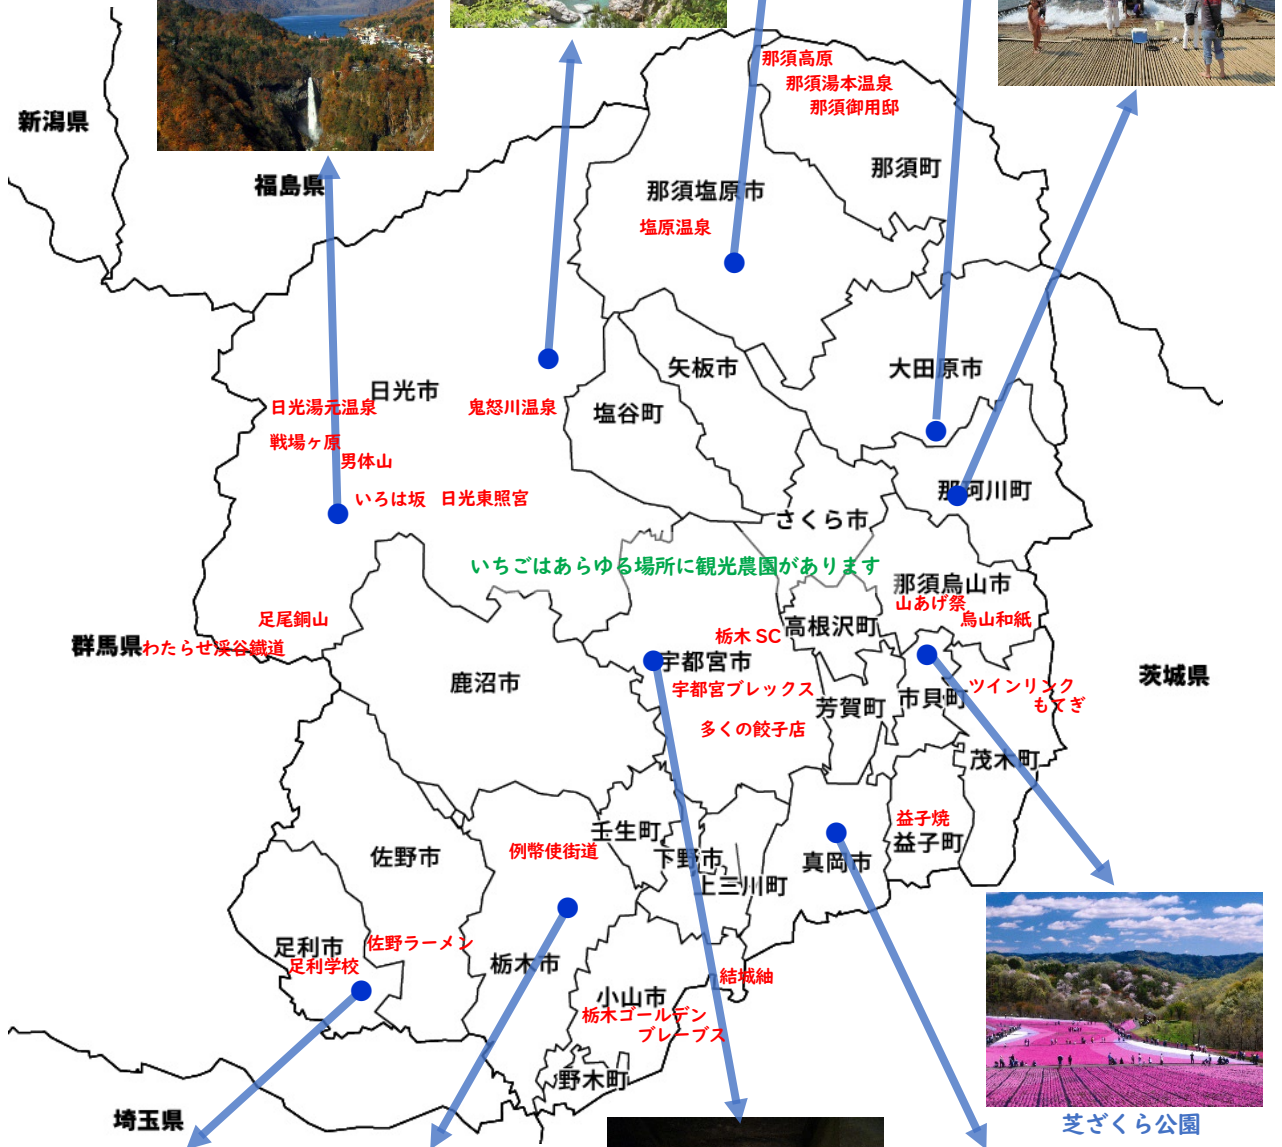 那須高原
那須湯本温泉
那須御用邸
新潟県
那須町
福島県
那須塩原市
塩原温泉
矢板市
大田原市
日光市
日光湯元温泉
鬼怒川温泉
塩谷町
戦場ヶ原
男体山
那珂川町
いろは坂
日光東照宮
さくら市
いちごはあらゆる場所に観光農園があります
那須烏山市
山あげ祭
烏山和紙
足尾銅山
高根沢町
栃木 SC
群馬県
わたらせ渓谷鐵道
宇都宮市
茨城県
鹿沼市
宇都宮ブレックス
ツインリンク
もてぎ
市貝町
芳賀町
多くの餃子店
茂木町
益子焼
益子町
壬生町
例幣使街道
佐野市
下野市
真岡市
上三川町
足利市
佐野ラーメン
足利学校
栃木市
結城紬
小山市
栃木ゴールデン
ブレーブス
野木町
埼玉県
芝ざくら公園